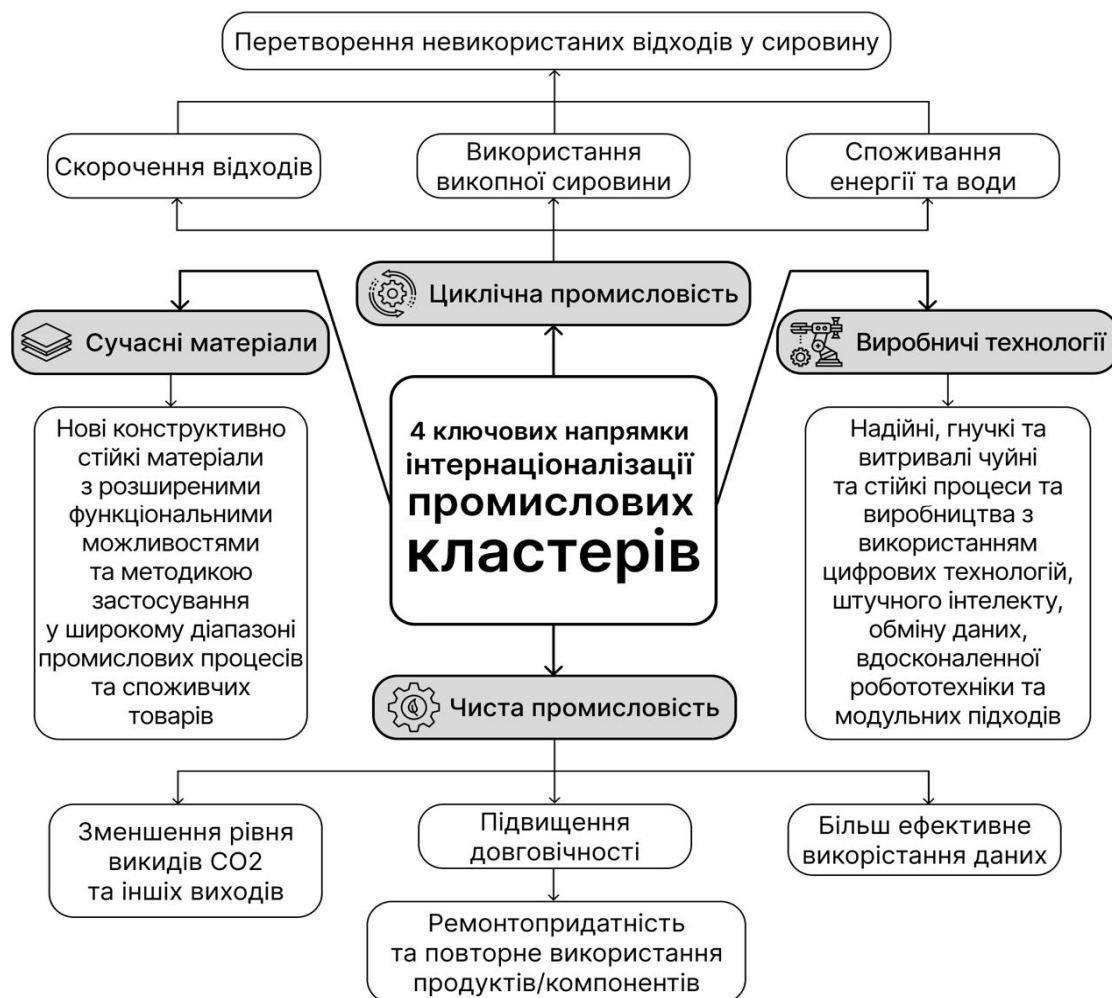 Перетворення невикористаних відходів у сировину
Скорочення відходів
Використання
викопної сировини
Споживання
енергії та води
Циклічна промисловість
Сучасні матеріали
Виробничі технології
4 ключових напрямки
інтернаціоналізації
промислових
кластерів
Нові конструктивно
стійкі матеріали
з розширеними
функціональними
можливостями
та методикою
застосування
у широкому діапазоні
промислових процесів
та споживчих
товарів
Надійні, гнучкі та
витривалі чуйні
та стійкі процеси та
виробництва з
використанням
цифрових технологій,
штучного інтелекту,
обміну даних,
вдосконаленної
робототехніки та
модульних підходів
Чиста промисловість
Зменшення рівня
викидів СО2
та іншіх виходів
Підвищення
довговічності
Більш ефективне
викорістання даних
Ремонтопридатність
та повторне використання
продуктів/компонентів